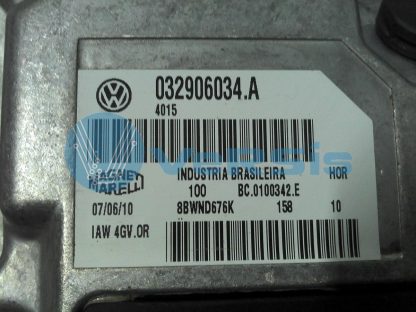 032906034.A
4015
Versis
MAGNETI MARELLI
INDUSTRIA BRASILEIRA HOR
100 BC.0100342.E
07/06/10 8BWND676K 158 10
IAW 4GV.OR